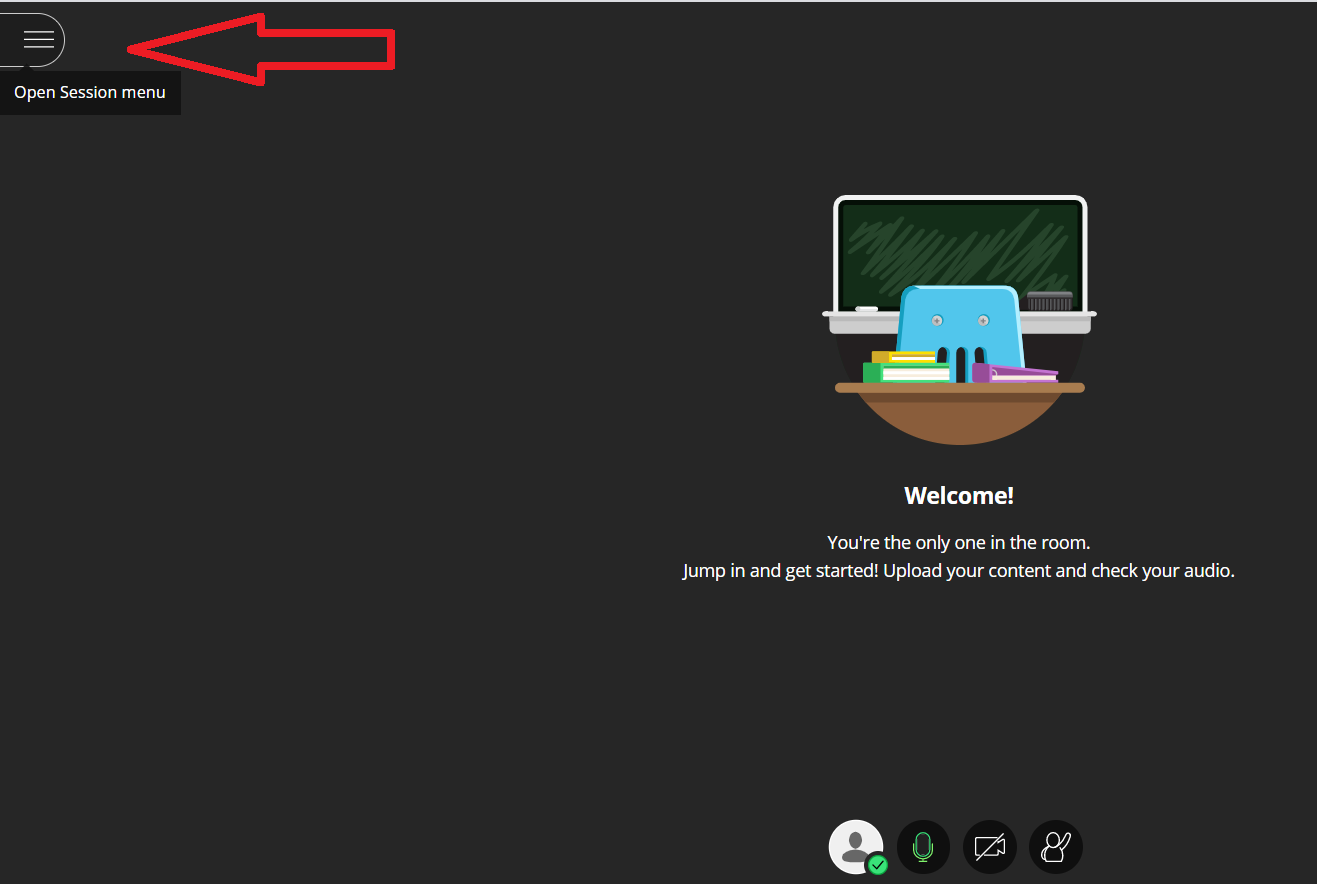 Open Session menu
Welcome!
You're the only one in the room.
Jump in and get started! Upload your content and check your audio.